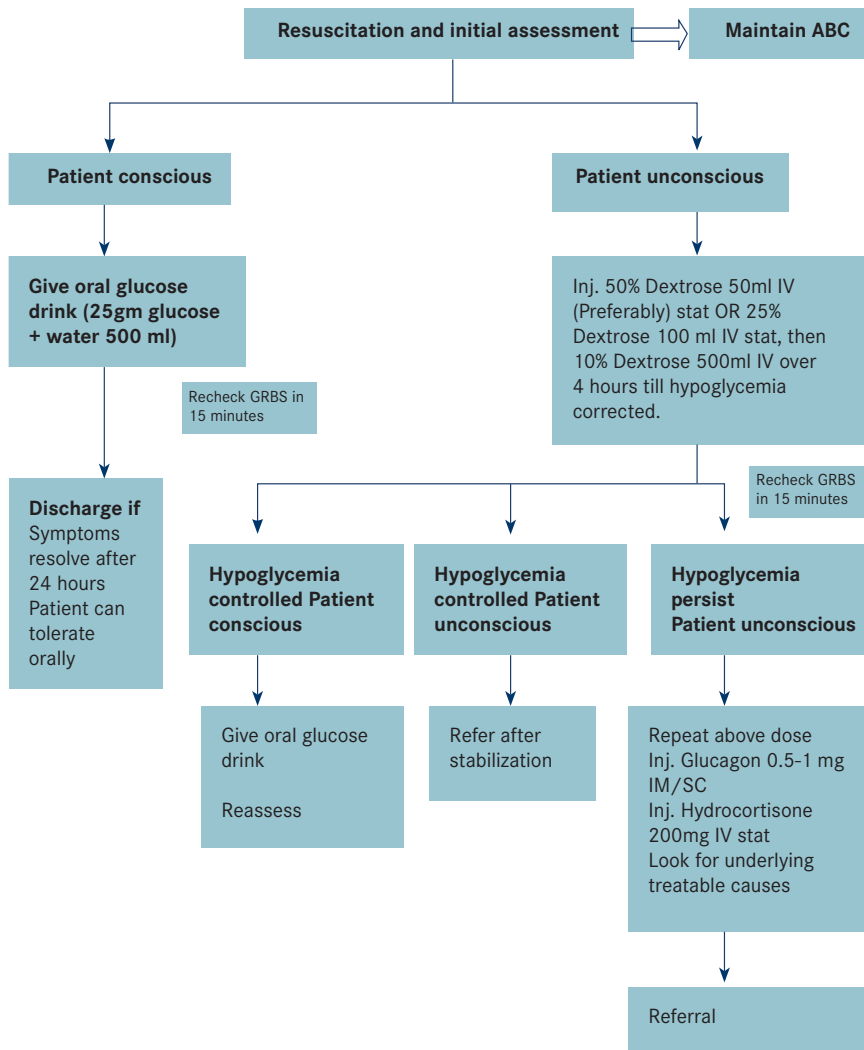 Resuscitation and initial assessment
Maintain ABC
Patient conscious
Patient unconscious
Give oral glucose
drink (25gm glucose
+ water 500 ml)
Inj. 50% Dextrose 50ml IV
(Preferably) stat OR 25%
Dextrose 100 ml IV stat, then
10% Dextrose 500ml IV over
4 hours till hypoglycemia
corrected.
Recheck GRBS in
15 minutes
Recheck GRBS
in 15 minutes
Discharge if
Symptoms
resolve after
24 hours
Patient can
tolerate
orally
Hypoglycemia
controlled Patient
conscious
Hypoglycemia
controlled Patient
unconscious
Hypoglycemia
persist
Patient unconscious
Give oral glucose
drink
Reassess
Refer after
stabilization
Repeat above dose
Inj. Glucagon 0.5-1 mg
IM/SC
Inj. Hydrocortisone
200mg IV stat
Look for underlying
treatable causes
Referral